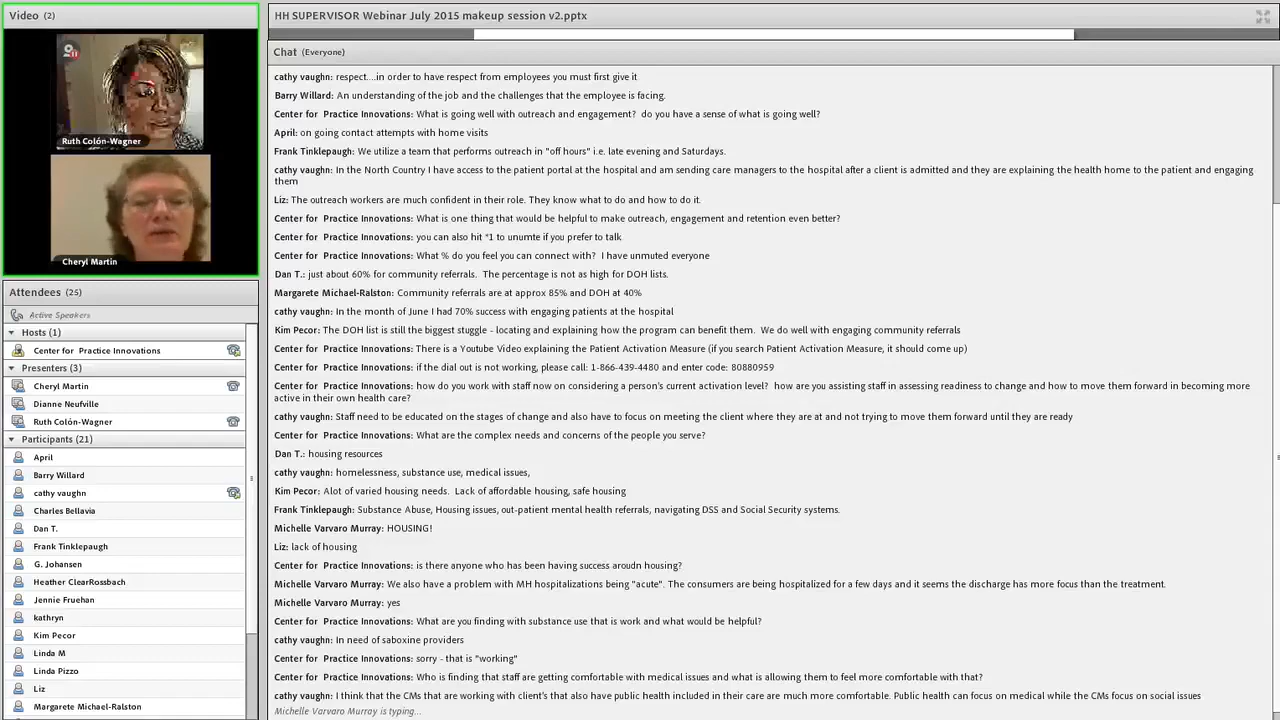 Video (2)
Ruth Colón-Wagner
Cheryl Martin
Attendees (25)
Active Speakers
Hosts (1)
Center for Practice Innovations
Presenters (3)
Cheryl Martin
Dianne Neufville
Ruth Colón-Wagner
Participants (21)
April
Barry Willard
cathy vaughn
Charles Bellavia
Dan T.
Frank Tinklepaugh
G. Johansen
Heather ClearRossbach
Jennie Fruehan
kathryn
Kim Pecor
Linda M
Linda Pizzo
Liz
Margarete Michael-Ralston
HH SUPERVISOR Webinar July 2015 makeup session v2.pptx
Chat (Everyone)
cathy vaughn: respect....in order to have respect from employees you must first give it.
Barry Willard: An understanding of the job and the challenges that the employee is facing.
Center for Practice Innovations: What is going well with outreach and engagement? do you have a sense of what is going well?
April: on going contact attempts with home visits
Frank Tinklepaugh: We utilize a team that performs outreach in "off hours" i.e. late evening and Saturdays.
cathy vaughn: In the North Country I have access to the patient portal at the hospital and am sending care managers to the hospital after a client is admitted and they are explaining the health home to the patient and engaging
them
Liz: The outreach workers are much confident in their role. They know what to do and how to do it.
Center for Practice Innovations: What is one thing that would be helpful to make outreach, engagement and retention even better?
Center for Practice Innovations: you can also hit *1 to unumte if you prefer to talk
Center for Practice Innovations: What % do you feel you can connect with? I have unmuted everyone
Dan T.: just about 60% for community referrals. The percentage is not as high for DOH lists.
Margarete Michael-Ralston: Community referrals are at approx 85% and DOH at 40%
cathy vaughn: In the month of June I had 70% success with engaging patients at the hospital
Kim Pecor: The DOH list is still the biggest stuggle - locating and explaining how the program can benefit them. We do well with engaging community referrals
Center for Practice Innovations: There is a Youtube Video explaining the Patient Activation Measure (if you search Patient Activation Measure, it should come up)
Center for Practice Innovations: if the dial out is not working, please call: 1-866-439-4480 and enter code: 80880959
Center for Practice Innovations: how do you work with staff now on considering a person's current activation level? how are you assisting staff in assessing readiness to change and how to move them forward in becoming more
active in their own health care?
cathy vaughn: Staff need to be educated on the stages of change and also have to focus on meeting the client where they are at and not trying to move them forward until they are ready
Center for Practice Innovations: What are the complex needs and concerns of the people you serve?
Dan T.: housing resources
cathy vaughn: homelessness, substance use, medical issues,
Kim Pecor: Alot of varied housing needs. Lack of affordable housing, safe housing
Frank Tinklepaugh: Substance Abuse, Housing issues, out-patient mental health referrals, navigating DSS and Social Security systems.
Michelle Varvaro Murray: HOUSING!
Liz: lack of housing
Center for Practice Innovations: is there anyone who has been having success aroudn housing?
Michelle Varvaro Murray: We also have a problem with MH hospitalizations being "acute". The consumers are being hospitalized for a few days and it seems the discharge has more focus than the treatment.
Michelle Varvaro Murray: yes
Center for Practice Innovations: What are you finding with substance use that is work and what would be helpful?
cathy vaughn: In need of saboxine providers
Center for Practice Innovations: sorry - that is "working"
Center for Practice Innovations: Who is finding that staff are getting comfortable with medical issues and what is allowing them to feel more comfortable with that?
cathy vaughn: I think that the CMs that are working with client's that also have public health included in their care are much more comfortable. Public health can focus on medical while the CMs focus on social issues
Michelle Varvaro Murray is typing...